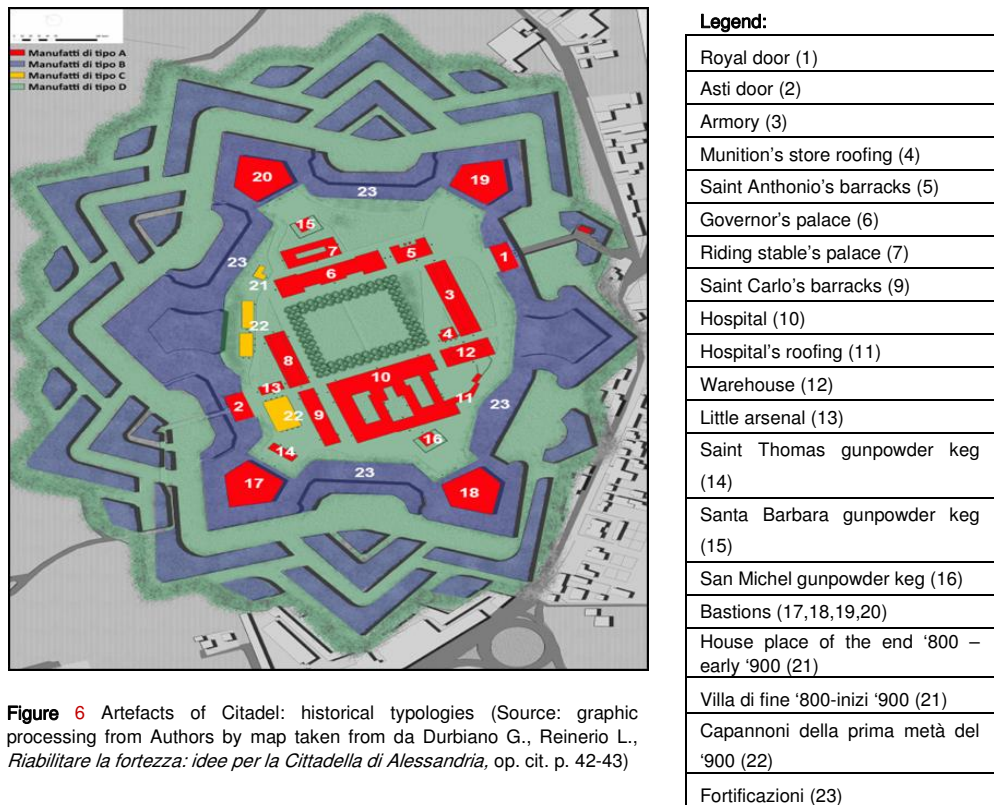 Manufatti di tipo A
Manufatti di tipo B
Manufatti di tipo C
Manufatti di tipo D
20
19
23
15
7
5
1
23
6
21
3
22
4
8
12
10
13
11
2
22
9
23
16
14
23
17
18
Figure 6 Artefacts of Citadel: historical typologies (Source: graphic
processing from Authors by map taken from da Durbiano G., Reinerio L.,
Riabilitare la fortezza: idee per la Cittadella di Alessandria, op. cit. p. 42-43)
Legend:
Royal door (1)
Asti door (2)
Armory (3)
Munition's store roofing (4)
Saint Anthonio's barracks (5)
Governor's palace (6)
Riding stable's palace (7)
Saint Carlo's barracks (9)
Hospital (10)
Hospital's roofing (11)
Warehouse (12)
Little arsenal (13)
Saint Thomas gunpowder keg
(14)
Santa Barbara gunpowder keg
(15)
San Michel gunpowder keg (16)
Bastions (17,18,19,20)
House place of the end ‘800 –
early ‘900 (21)
Villa di fine ‘800-inizi ‘900 (21)
Capannoni della prima metà del
‘900 (22)
Fortificazioni (23)